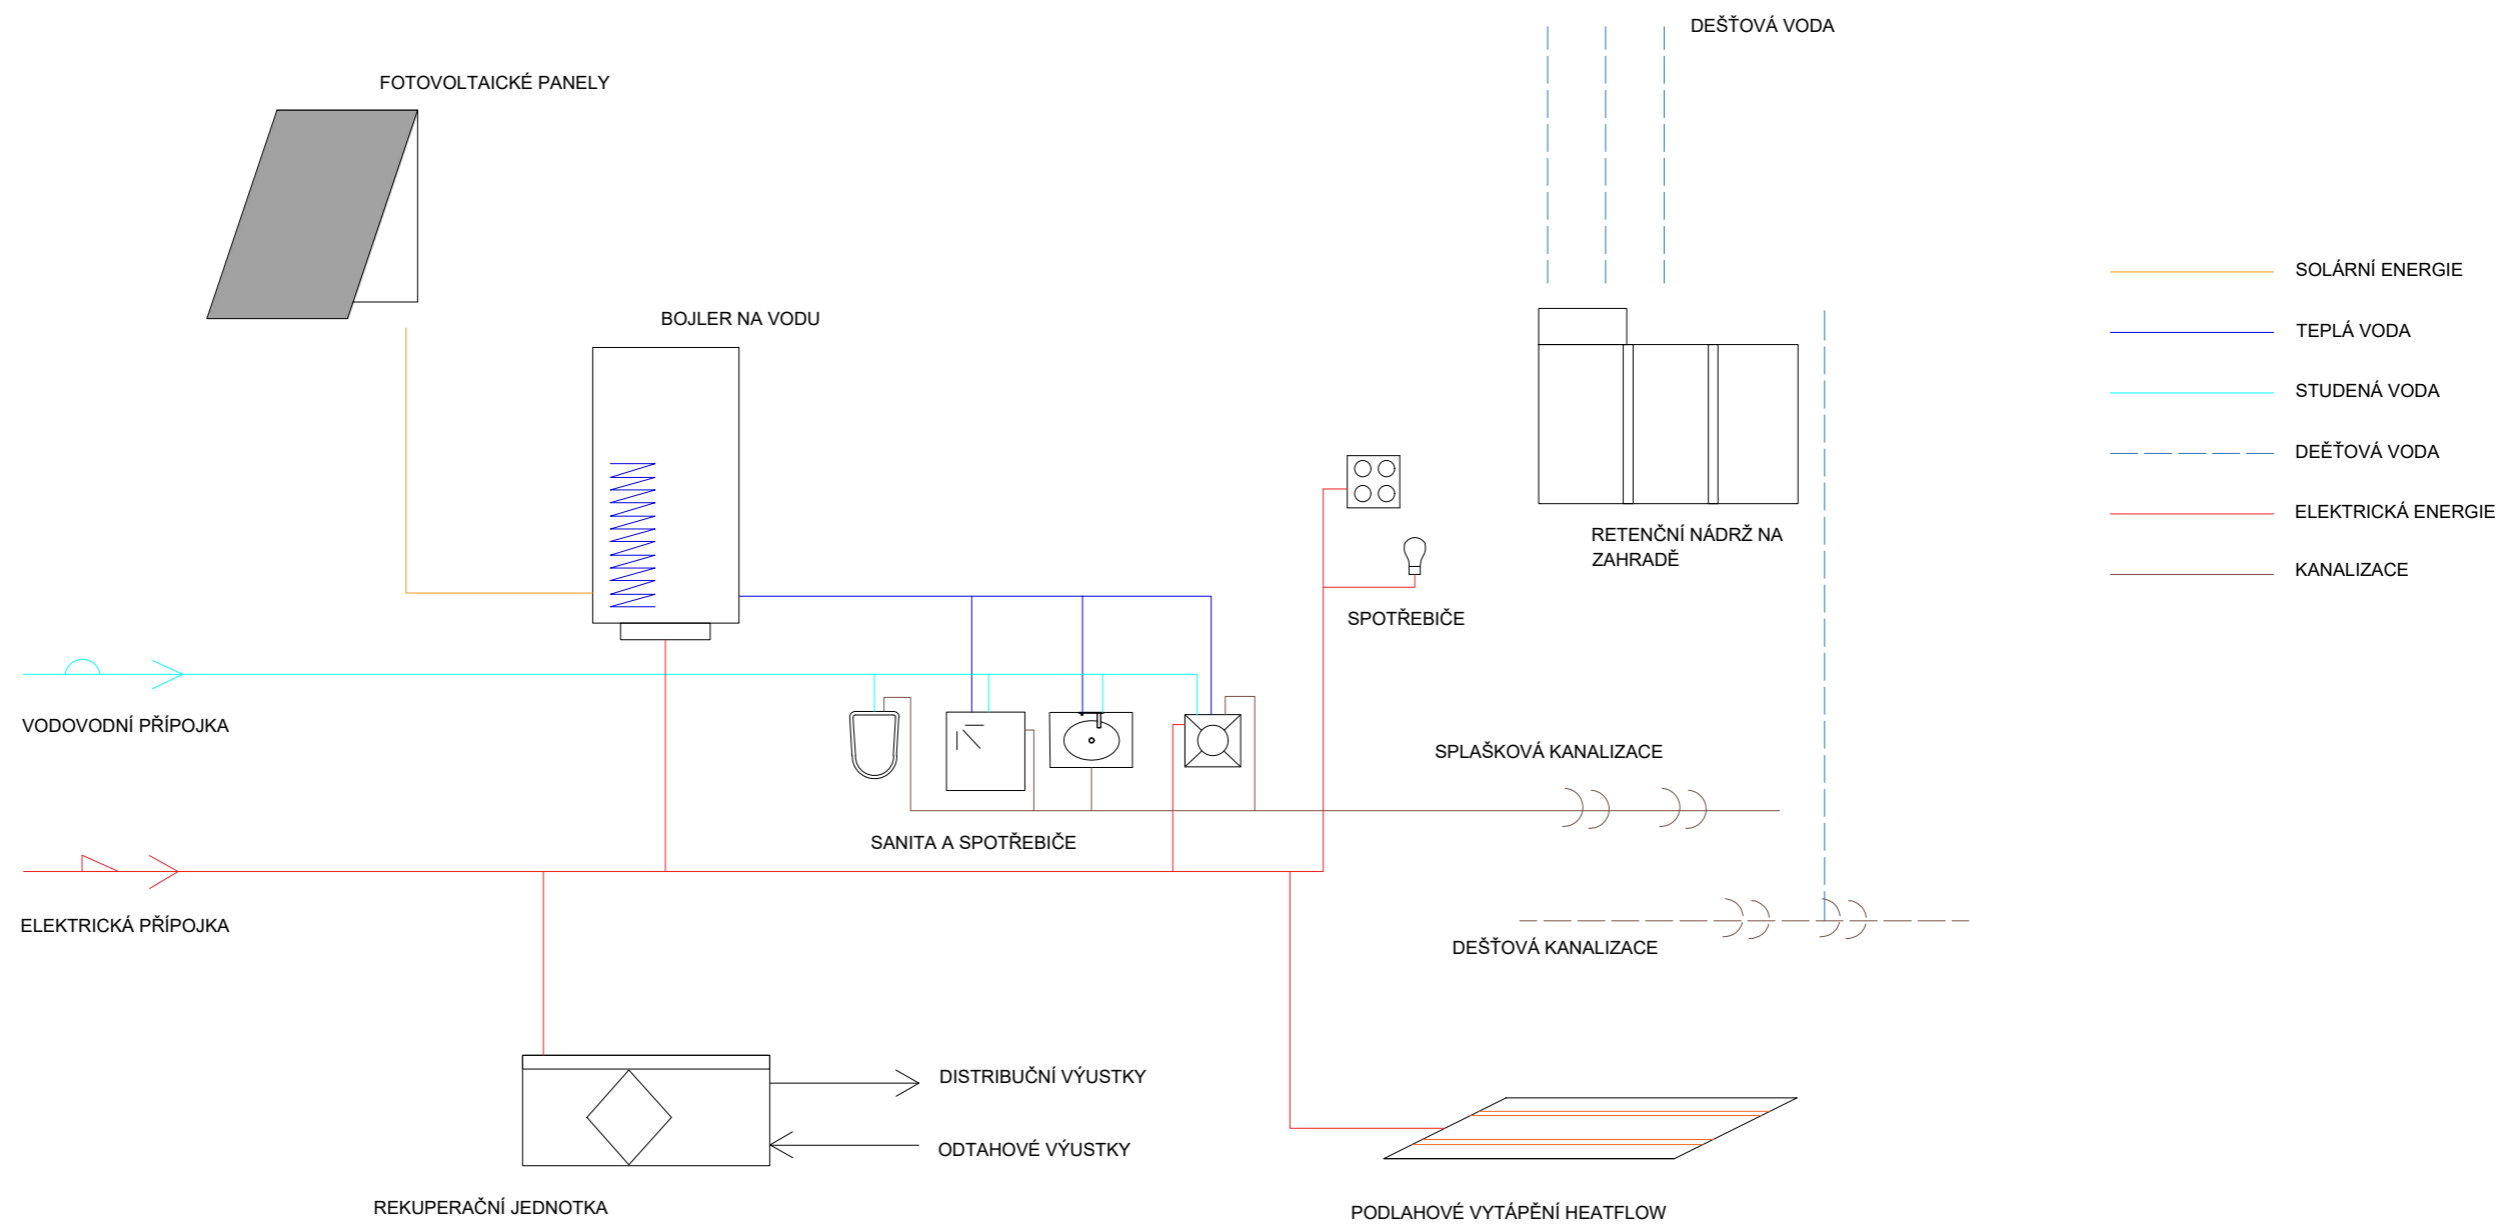 DEŠŤOVÁ VODA
FOTOVOLTAICKÉ PANELY
SOLÁRNÍ ENERGIE
BOJLER NA VODU
TEPLÁ VODA
STUDENÁ VODA
DEĚŤOVÁ VODA
ELEKTRICKÁ ENERGIE
RETENČNÍ NÁDRŽ NA
ZAHRADĚ
KANALIZACE
SPOTŘEBIČE
VODOVODNÍ PŘÍPOJKA
SPLAŠKOVÁ KANALIZACE
SANITA A SPOTŘEBIČE
ELEKTRICKÁ PŘÍPOJKA
DEŠŤOVÁ KANALIZACE
DISTRIBUČNÍ VÝUSTKY
ODTAHOVÉ VÝUSTKY
REKUPERAČNÍ JEDNOTKA
PODLAHOVÉ VYTÁPĚNÍ HEATFLOW